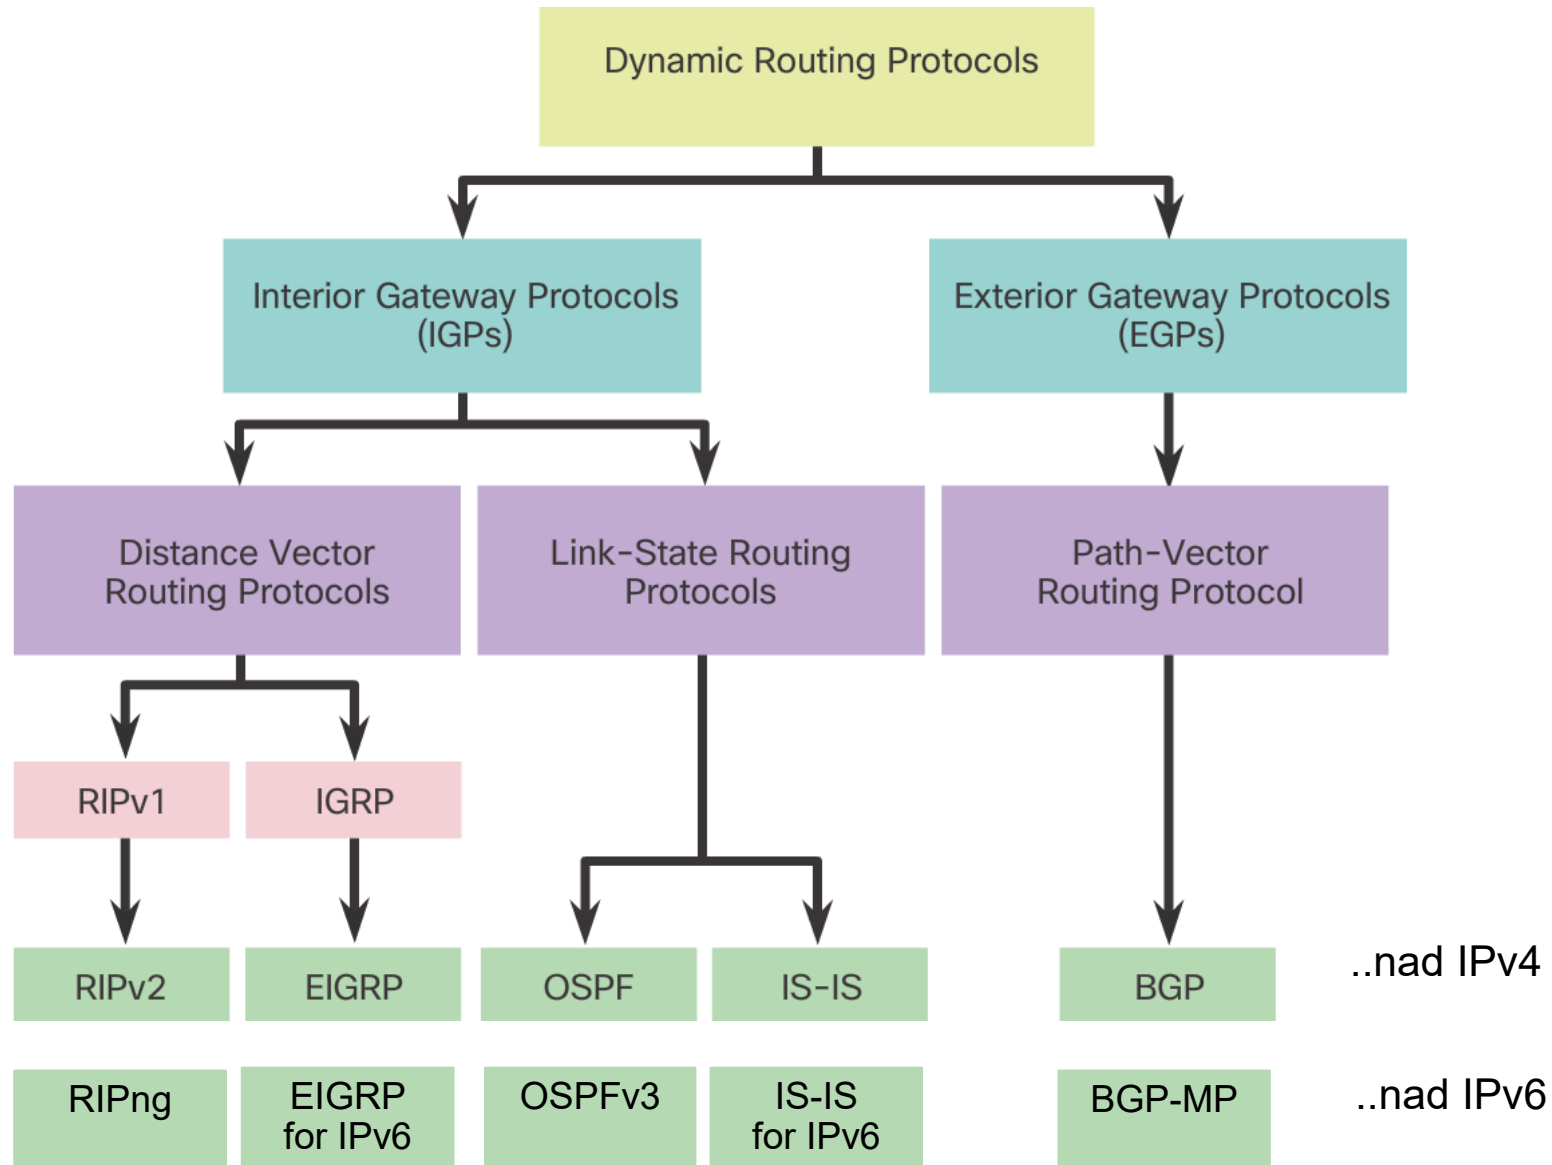 Dynamic Routing Protocols
Interior Gateway Protocols
(IGPs)
Exterior Gateway Protocols
(EGPs)
Distance Vector
Routing Protocols
Link-State Routing
Protocols
Path-Vector
Routing Protocol
RIPv1
IGRP
RIPv2
EIGRP
OSPF
IS-IS
BGP
..nad IPv4
RIPng
EIGRP
for IPv6
OSPFv3
IS-IS
for IPv6
BGP-MP
..nad IPv6